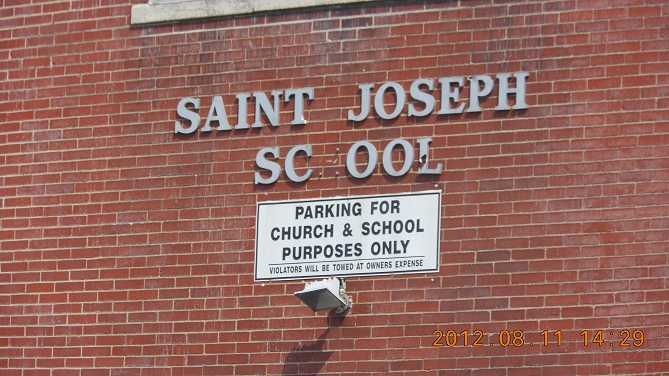 SAINT JOSEPH
SC OOL
PARKING FOR
CHURCH & SCHOOL
PURPOSES ONLY
VIOLATORS WILL BE TOWED AT OWNERS EXPENSE
2012.08.11 14:29